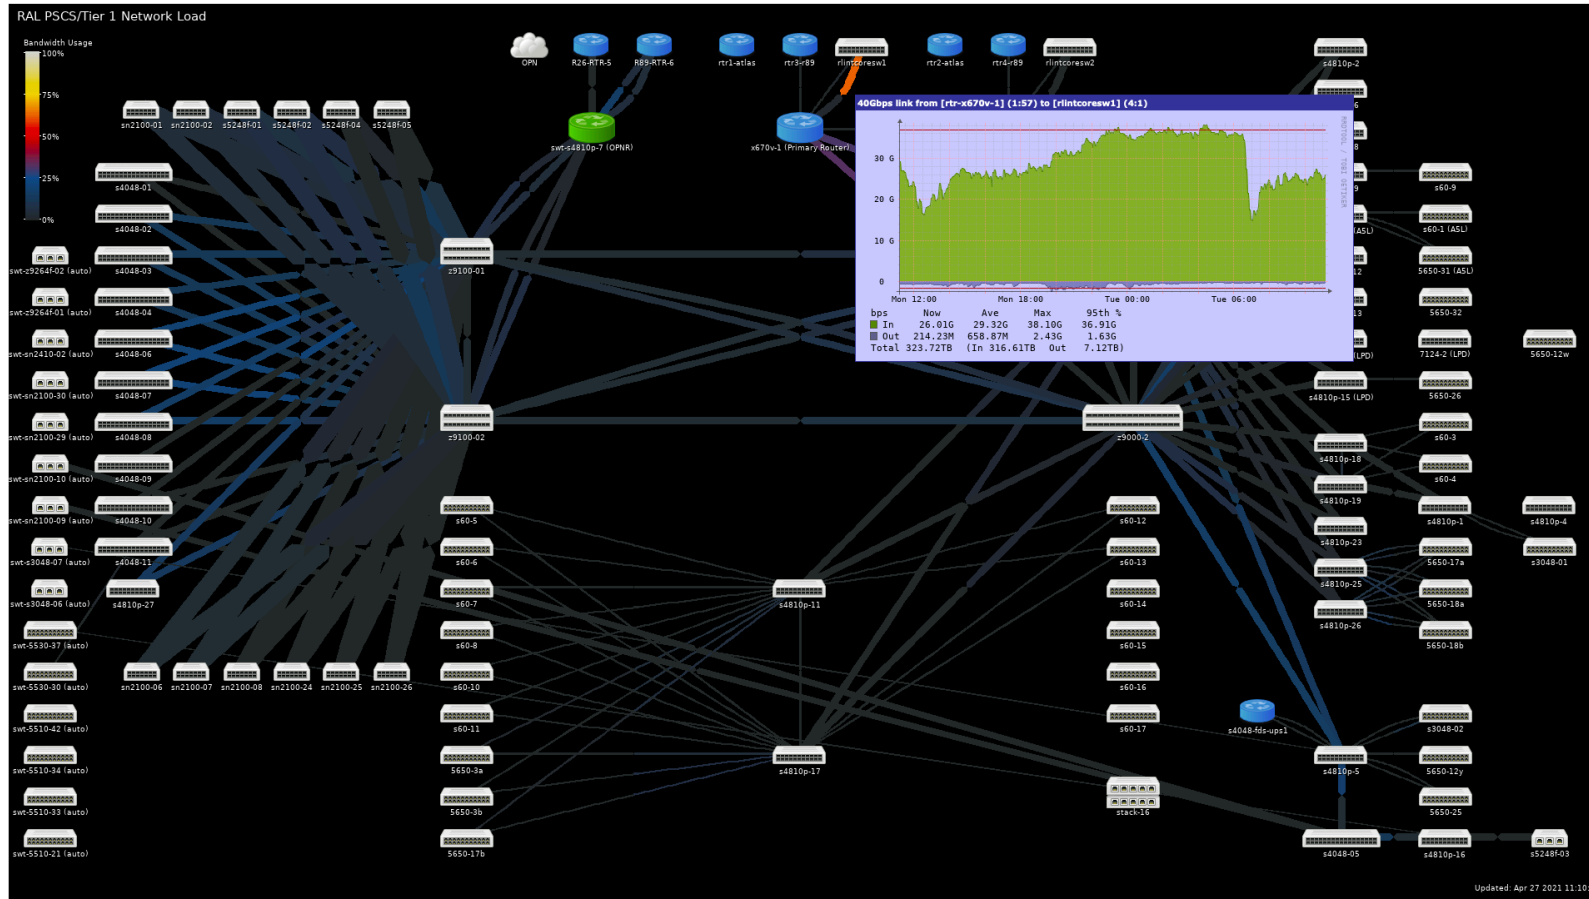 RAL PSCS/Tier 1 Network Load
Bandwidth Usage
100%
75%
50%
25%
0%
OPN
R26-RTR-5
R89-RTR-6
rtr1-atlas
rtr3-r89
rlintcoresw1
rtr2-atlas
rtr4-r89
rlintcoresw2
s4810p-2
sn2100-01
sn2100-02
s5248f-01
s5248f-02
s5248f-04
s5248f-05
swt-s4810p-7 (OPNR)
x670v-1 (Primary Router)
40Gbps link from [rtr-x670v-1] (1:57) to [rlintcoresw1] (4:1)
30 G
20 G
10 G
0
Mon 12:00
Mon 18:00
Tue 00:00
Tue 06:00
bps Now Ave Max 95th %
In 26.01G 29.32G 38.10G 36.91G
Out 214.23M 658.87M 2.43G 1.63G
Total 323.72TB (In 316.61TB Out 7.12TB)
RRDTOOL / TOBI OETIKER
6
8
9
(ASL)
12
13
(LPD)
s4048-01
s4048-02
s4048-03
s4048-04
s4048-06
s4048-07
s4048-08
s4048-09
s4048-10
s4048-11
s4810p-27
swt-z9264f-02 (auto)
swt-z9264f-01 (auto)
swt-sn2410-02 (auto)
swt-sn2100-30 (auto)
swt-sn2100-29 (auto)
swt-sn2100-10 (auto)
swt-sn2100-09 (auto)
swt-s3048-07 (auto)
swt-s3048-06 (auto)
swt-5530-37 (auto)
swt-5530-30 (auto)
swt-5510-42 (auto)
swt-5510-34 (auto)
swt-5510-33 (auto)
swt-5510-21 (auto)
sn2100-06
sn2100-07
sn2100-08
sn2100-24
sn2100-25
sn2100-26
z9100-01
z9100-02
s60-5
s60-6
s60-7
s60-8
s60-10
s60-11
5650-3a
5650-3b
5650-17b
s4810p-11
s4810p-17
z9000-2
s60-12
s60-13
s60-14
s60-15
s60-16
s60-17
stack-16
s4048-fds-ups1
s4810p-15 (LPD)
s4810p-18
s4810p-19
s4810p-23
s4810p-25
s4810p-26
s4810p-5
s4048-05
s60-9
s60-1 (ASL)
5650-31 (ASL)
5650-32
7124-2 (LPD)
5650-26
s60-3
s60-4
s4810p-1
5650-17a
5650-18a
5650-18b
s3048-02
5650-12y
5650-25
s4810p-16
5650-12w
s4810p-4
s3048-01
s5248f-03
Updated: Apr 27 2021 11:10: